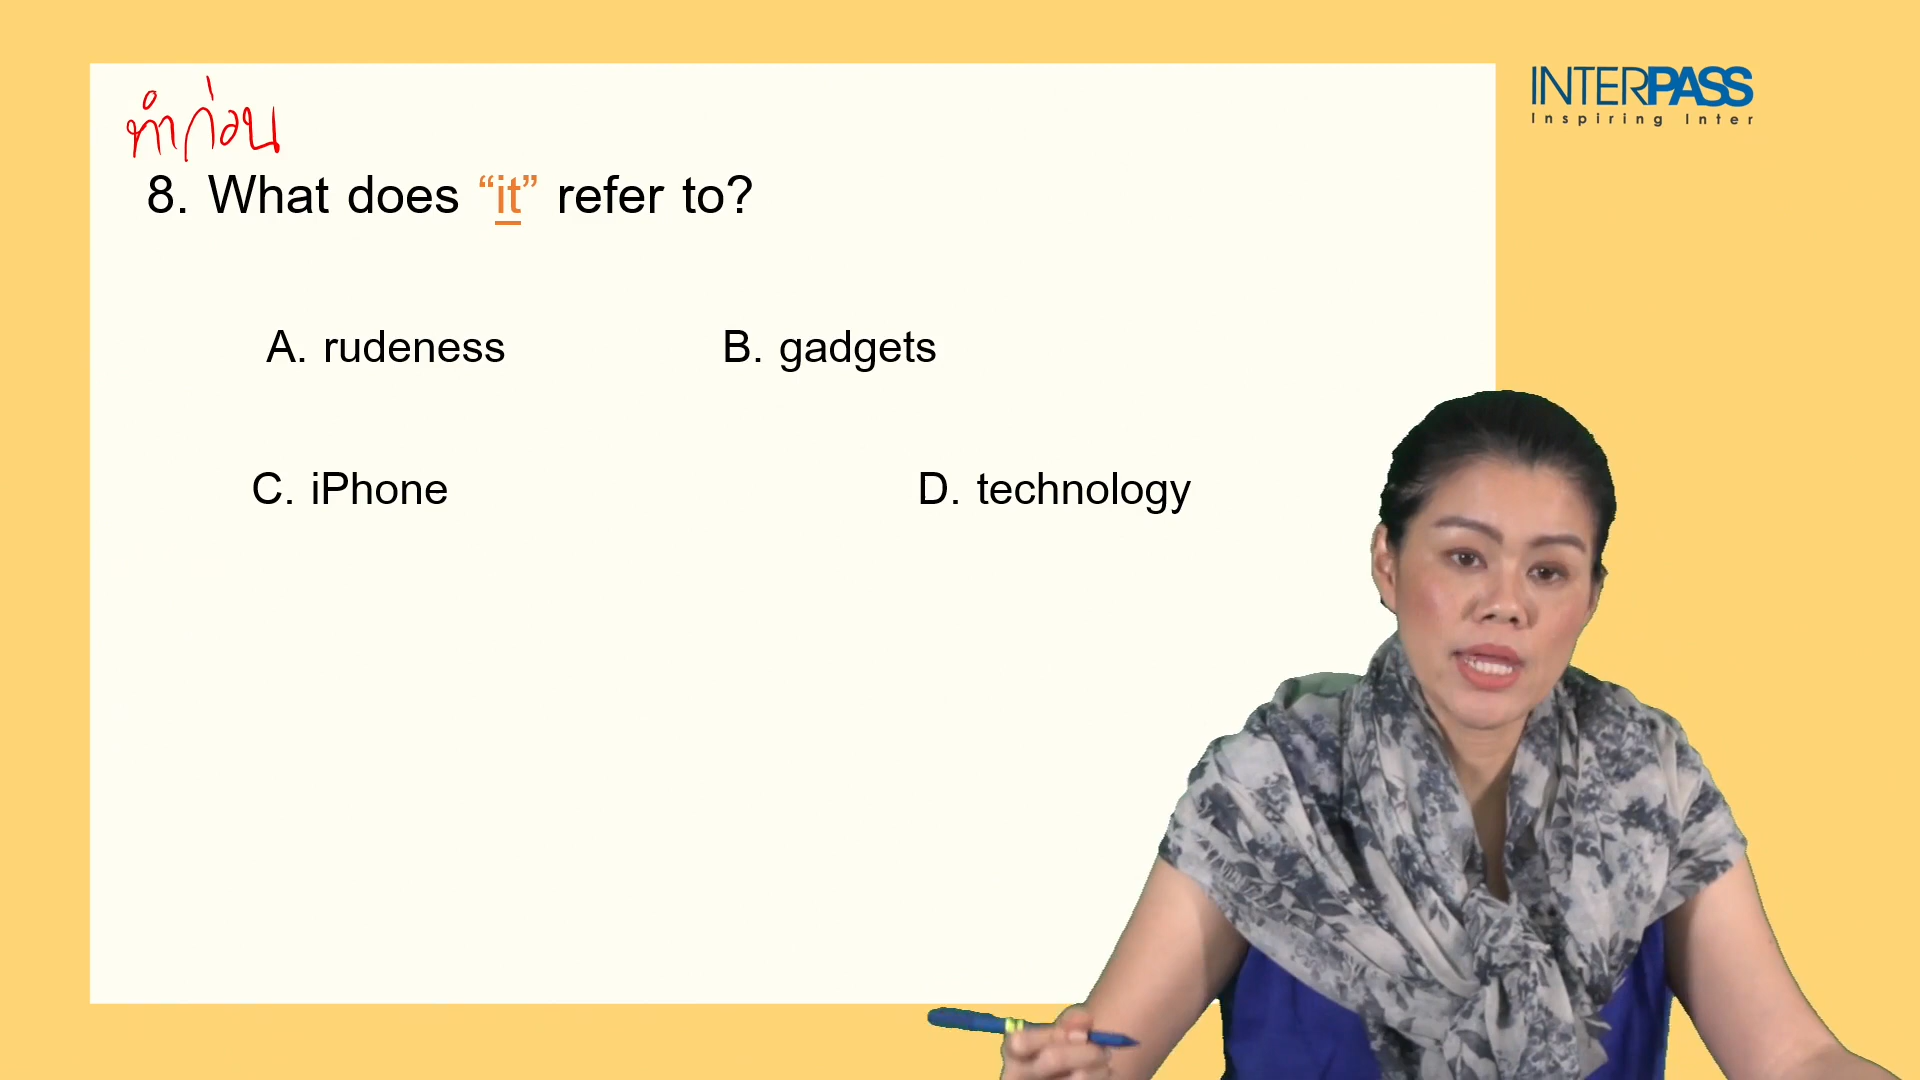 INTERPASS
Inspiring Inter
ทำก่อน
8. What does “it” refer to?
A. rudeness B. gadgets
C. iPhone D. technology